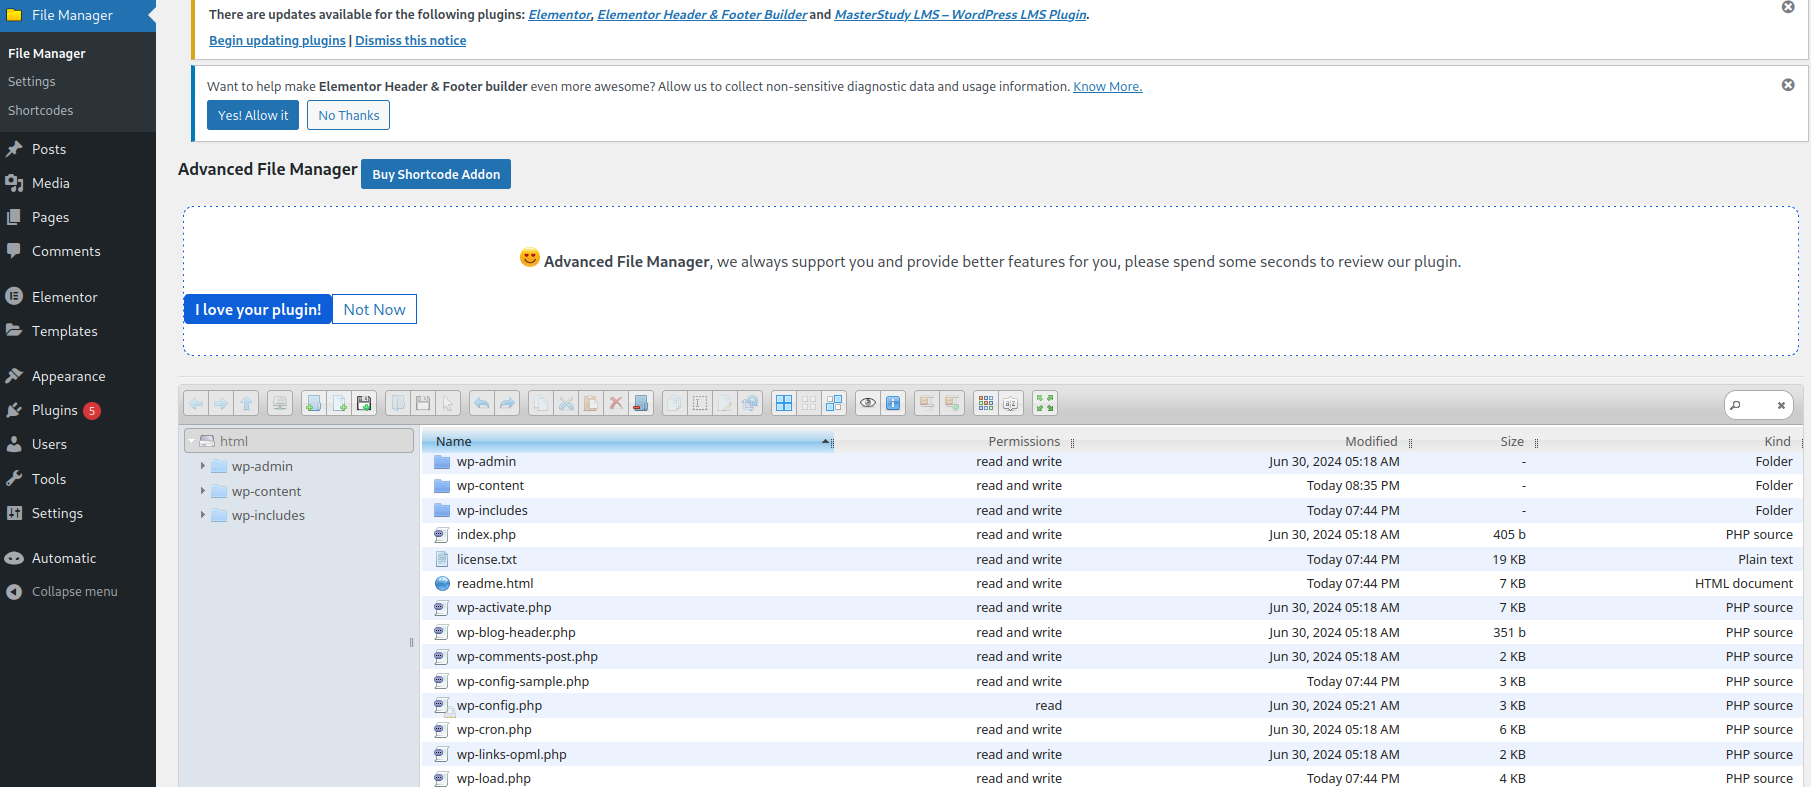 File Manager
File Manager
Settings
Shortcodes
Posts
Media
Pages
Comments
Elementor
Templates
Appearance
Plugins 5
Users
Tools
Settings
Automatic
Collapse menu
There are updates available for the following plugins: Elementor, Elementor Header & Footer Builder and MasterStudy LMS – WordPress LMS Plugin.
Begin updating plugins | Dismiss this notice
Want to help make Elementor Header & Footer builder even more awesome? Allow us to collect non-sensitive diagnostic data and usage information. Know More.
Yes! Allow it No Thanks
Advanced File Manager Buy Shortcode Addon
Advanced File Manager, we always support you and provide better features for you, please spend some seconds to review our plugin.
I love your plugin! Not Now
html
wp-admin
wp-content
wp-includes
Name Permissions Modified Size Kind
wp-admin read and write Jun 30, 2024 05:18 AM - Folder
wp-content read and write Today 08:35 PM - Folder
wp-includes read and write Today 07:44 PM - Folder
index.php read and write Jun 30, 2024 05:18 AM 405 b PHP source
license.txt read and write Today 07:44 PM 19 KB Plain text
readme.html read and write Today 07:44 PM 7 KB HTML document
wp-activate.php read and write Jun 30, 2024 05:18 AM 7 KB PHP source
wp-blog-header.php read and write Jun 30, 2024 05:18 AM 351 b PHP source
wp-comments-post.php read and write Jun 30, 2024 05:18 AM 2 KB PHP source
wp-config-sample.php read and write Today 07:44 PM 3 KB PHP source
wp-config.php read Jun 30, 2024 05:21 AM 3 KB PHP source
wp-cron.php read and write Jun 30, 2024 05:18 AM 6 KB PHP source
wp-links-opml.php read and write Jun 30, 2024 05:18 AM 2 KB PHP source
wp-load.php read and write Today 07:44 PM 4 KB PHP source